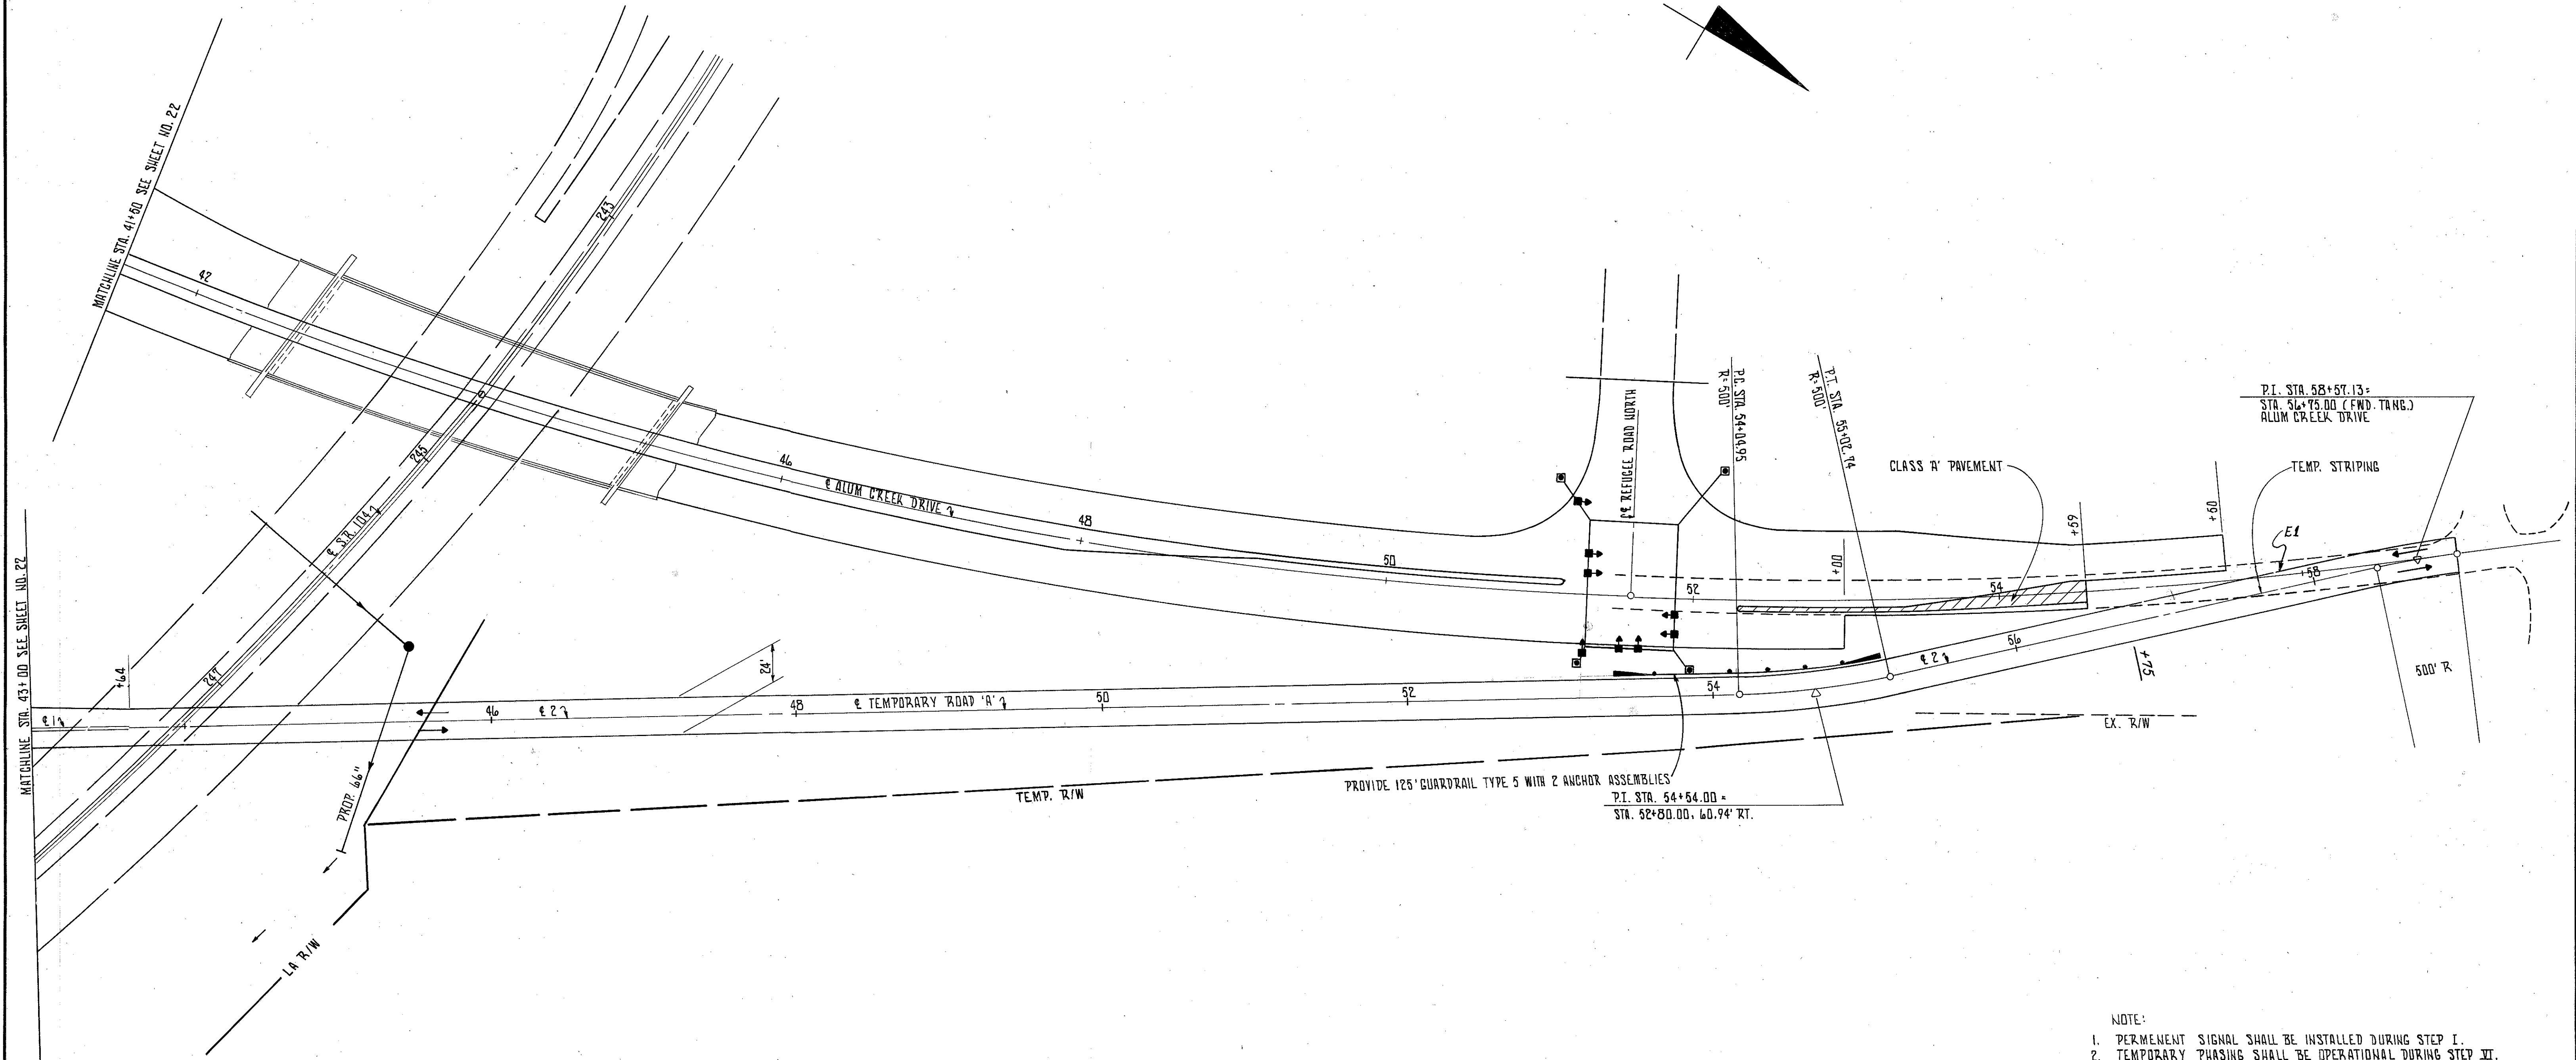 MATCHLINE STA. 41+50 SEE SHEET NO. 22
MATCHLINE STA. 43+00 SEE SHEET NO. 22
42
243
245
247
℄ S.R. 104
46
℄ ALUM CREEK DRIVE
48
50
52
54
℄ REFUGEE ROAD NORTH
P.C. STA. 54+04.95
R=500'
P.T. STA. 55+02.74
R=500'
CLASS 'A' PAVEMENT
+00
+59
+50
P.I. STA. 58+57.13=
STA. 56+75.00 (FWD. TANG.)
ALUM CREEK DRIVE
TEMP. STRIPING
E1
58
56
+75
500' R
+64
24'
46
48
50
52
54
℄ TEMPORARY ROAD 'A'
PROP. 66"
LA R/W
TEMP. R/W
EX. R/W
PROVIDE 125' GUARDRAIL TYPE 5 WITH 2 ANCHOR ASSEMBLIES
P.I. STA. 54+54.00 =
STA. 52+80.00, 60.94' RT.
NOTE:
1. PERMENENT SIGNAL SHALL BE INSTALLED DURING STEP I.
2. TEMPORARY PHASING SHALL BE OPERATIONAL DURING STEP VI.